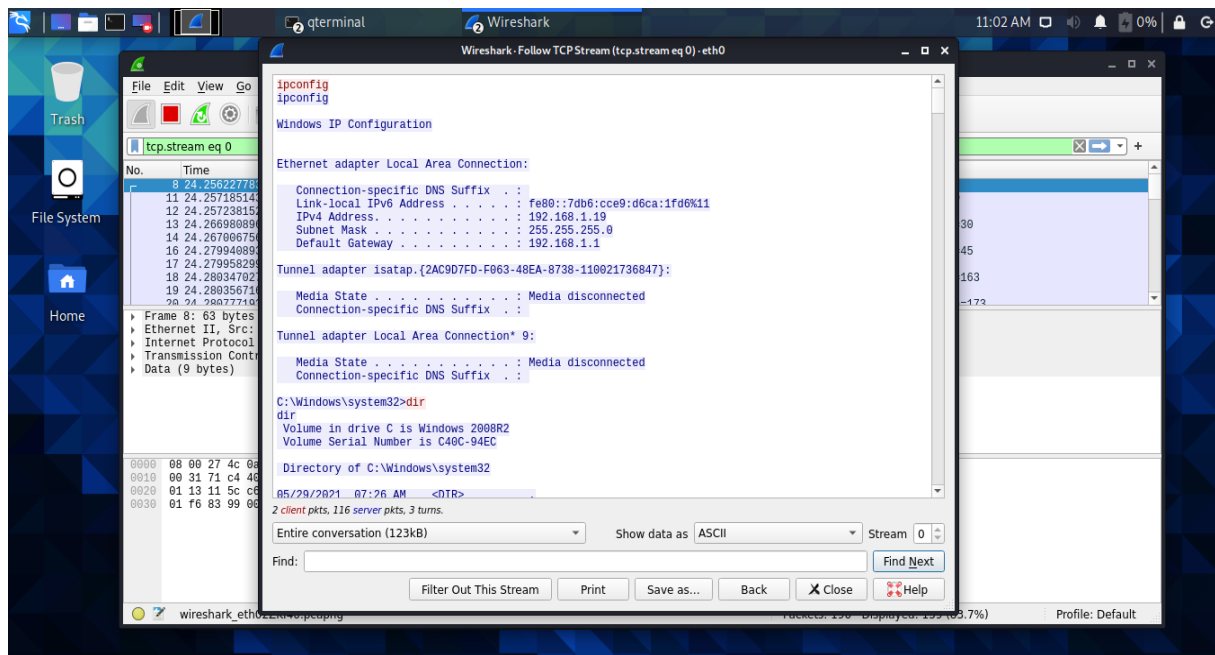 qterminal
Wireshark
11:02 AM
0%
Wireshark · Follow TCP Stream (tcp.stream eq 0) · eth0
Trash
File System
Home
File Edit View Go
tcp.stream eq 0
No. Time
8 24.25622778
11 24.25718514
12 24.25723815
13 24.26698089
14 24.26700675
16 24.27994089
17 24.27995829
18 24.28034702
19 24.28035671
20 24.28077719
30
=45
=163
=173
Frame 8: 63 bytes
Ethernet II, Src:
Internet Protocol
Transmission Contr
Data (9 bytes)
0000 08 00 27 4c 0a
0010 00 31 71 c4 40
0020 01 13 11 5c c6
0030 01 f6 83 99 00
ipconfig
ipconfig
Windows IP Configuration
Ethernet adapter Local Area Connection:
Connection-specific DNS Suffix . :
Link-local IPv6 Address . . . . . : fe80::7db6:cce9:d6ca:1fd6%11
IPv4 Address. . . . . . . . . . . : 192.168.1.19
Subnet Mask . . . . . . . . . . . : 255.255.255.0
Default Gateway . . . . . . . . . : 192.168.1.1
Tunnel adapter isatap.{2AC9D7FD-F063-48EA-8738-110021736847}:
Media State . . . . . . . . . . . : Media disconnected
Connection-specific DNS Suffix . :
Tunnel adapter Local Area Connection* 9:
Media State . . . . . . . . . . . : Media disconnected
Connection-specific DNS Suffix . :
C:\Windows\system32>dir
dir
Volume in drive C is Windows 2008R2
Volume Serial Number is C40C-94EC
Directory of C:\Windows\system32
05/29/2021 07:26 AM <DIR> .
2 client pkts, 116 server pkts, 3 turns.
Entire conversation (123kB)
Show data as ASCII
Stream 0
Find:
Find Next
Filter Out This Stream
Print
Save as...
Back
Close
Help
Profile: Default